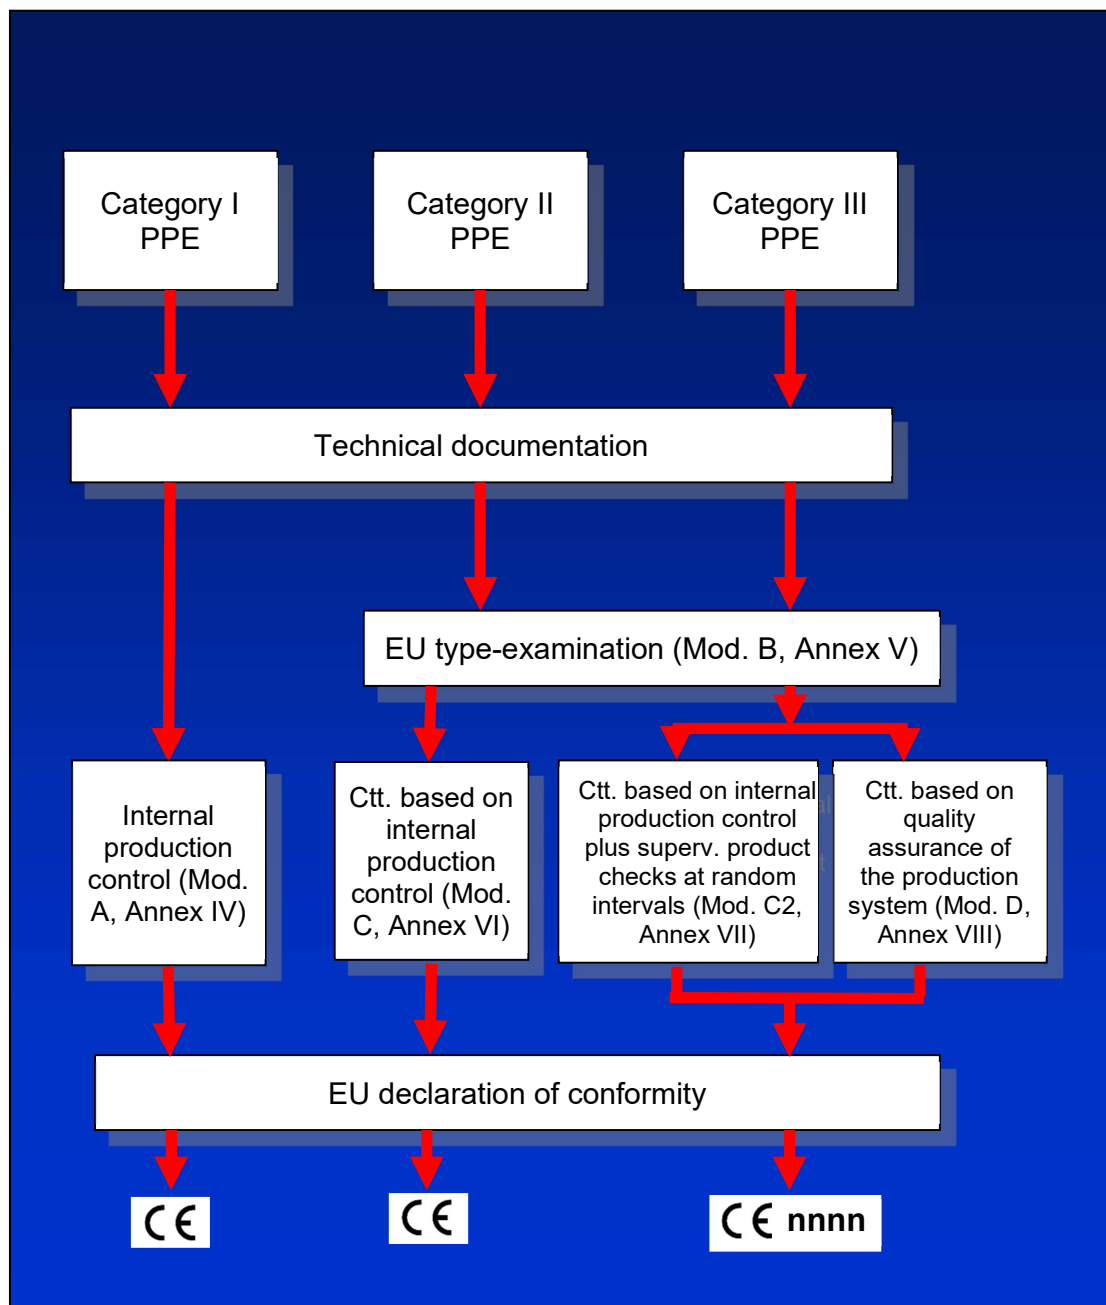 Category I
PPE
Category II
PPE
Category III
PPE
Technical documentation
EU type-examination (Mod. B, Annex V)
Internal
production
control (Mod.
A, Annex IV)
Ctt. based on
internal
production
control (Mod.
C, Annex VI)
Ctt. based on internal
production control
plus superv. product
checks at random
intervals (Mod. C2,
Annex VII)
Ctt. based on
quality
assurance of
the production
system (Mod. D,
Annex VIII)
EU declaration of conformity
CE
CE
CE nnnn